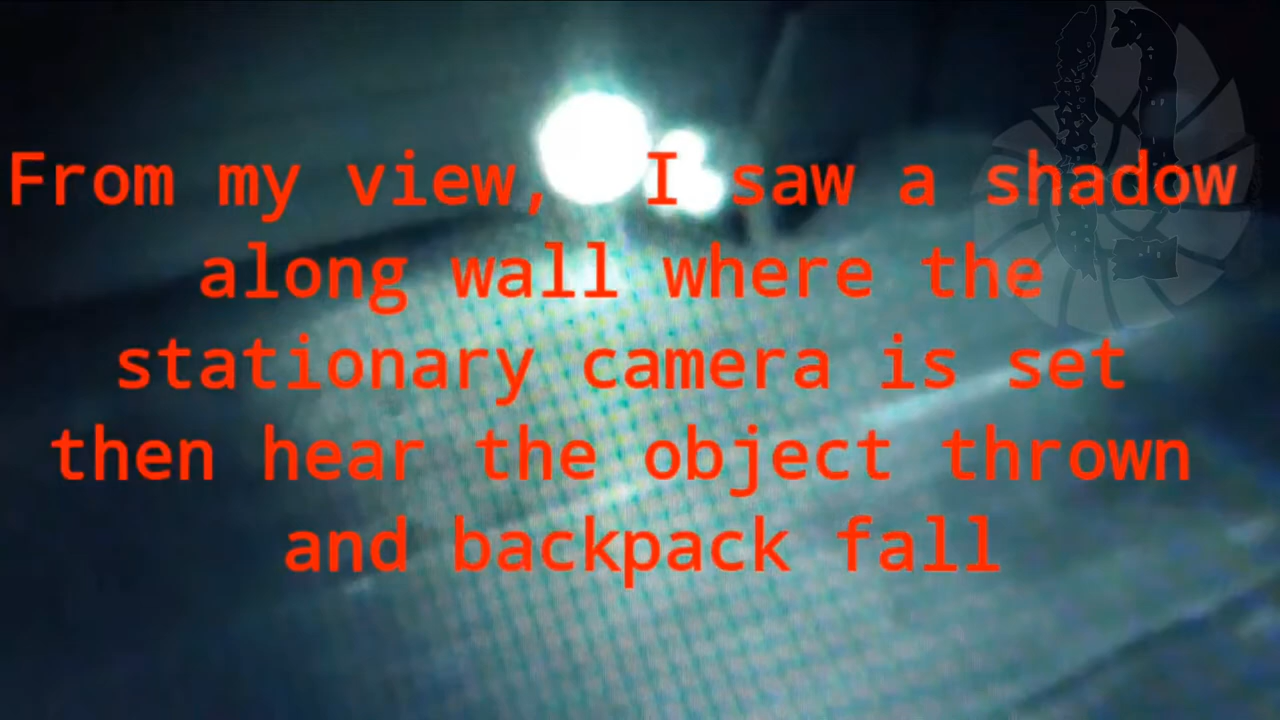 From my view, I saw a shadow
along wall where the
stationary camera is set
then hear the object thrown
and backpack fall